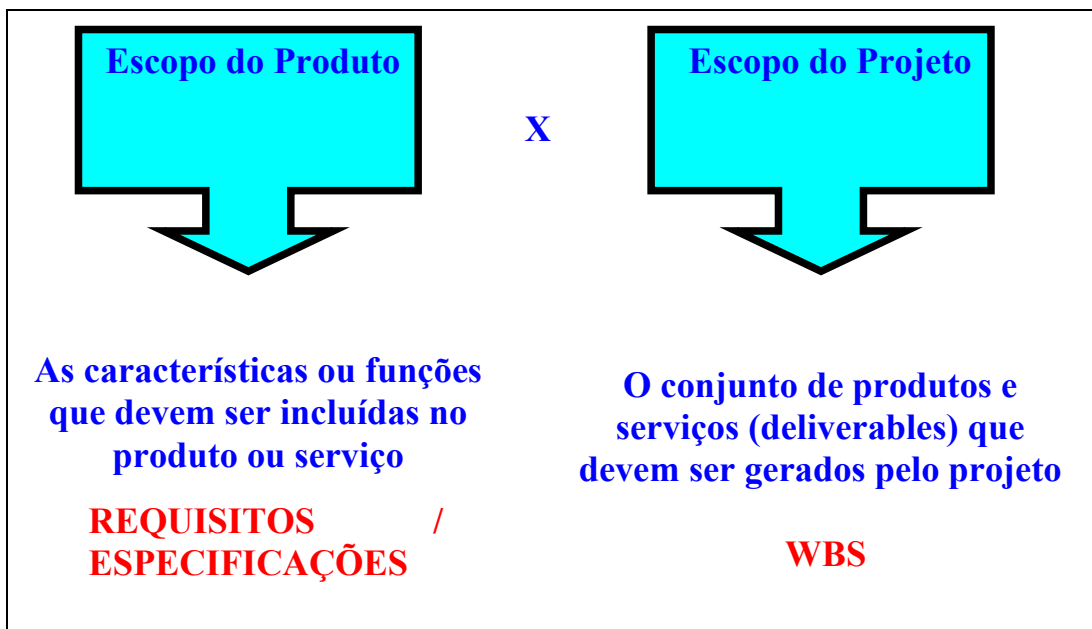 Escopo do Produto
X
Escopo do Projeto
As característícas ou funções
que devem ser incluídas no
produto ou serviço
REQUISITOS /
ESPECIFICAÇÕES
O conjunto de produtos e
serviços (deliverables) que
devem ser gerados pelo projeto
WBS